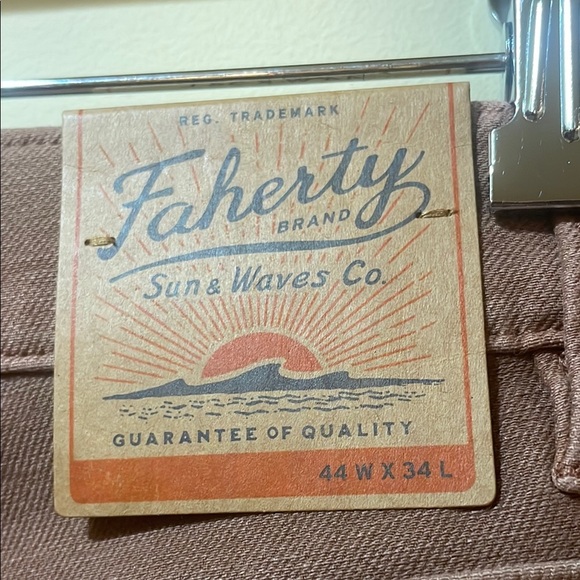 REG. TRADEMARK
Faherty
BRAND
Sun & Waves Co.
GUARANTEE OF QUALITY
44 W X 34 L